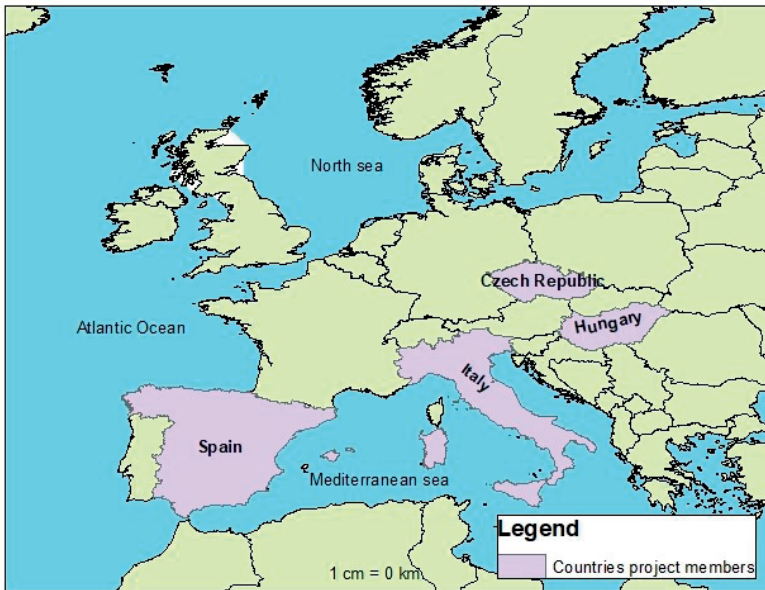 North sea
Czech Republic
Hungary
Atlantic Ocean
Italy
Spain
Mediterranean sea
Legend
Countries project members
1 cm = 0 km